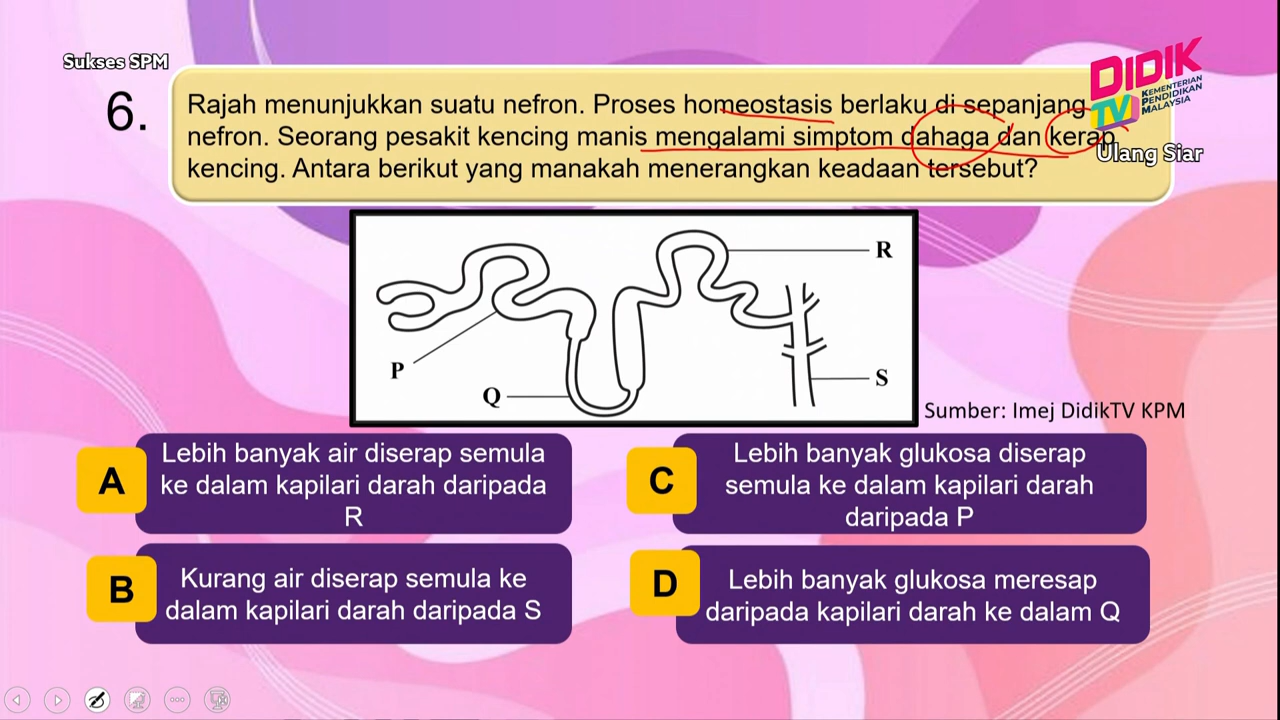 Sukses SPM
DIDIK
TV
KEMENTERIAN
PENDIDIKAN
MALAYSIA
Ulang Siar
6.
Rajah menunjukkan suatu nefron. Proses homeostasis berlaku di sepanjang
nefron. Seorang pesakit kencing manis mengalami simptom dahaga dan kerap
kencing. Antara berikut yang manakah menerangkan keadaan tersebut?
R
P
Q
S
Sumber: Imej DidikTV KPM
A
Lebih banyak air diserap semula
ke dalam kapilari darah daripada
R
B
Kurang air diserap semula ke
dalam kapilari darah daripada S
C
Lebih banyak glukosa diserap
semula ke dalam kapilari darah
daripada P
D
Lebih banyak glukosa meresap
daripada kapilari darah ke dalam Q